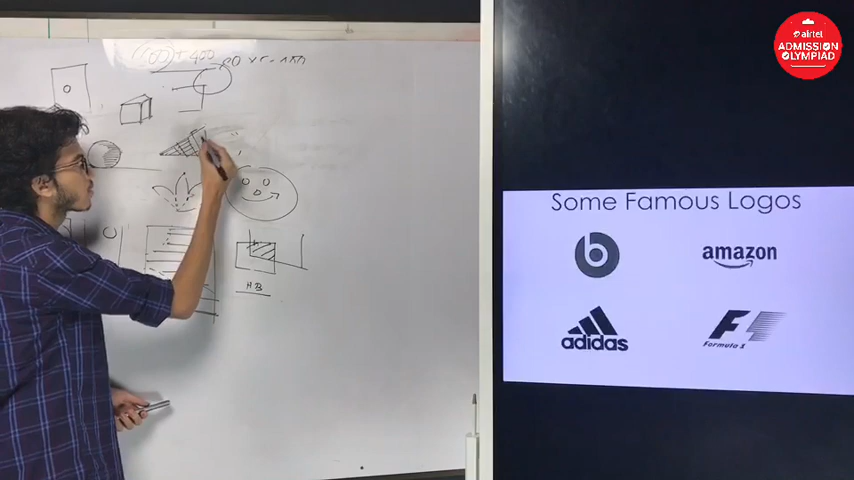 HB
airtel
ADMISSION
OLYMPIAD
Some Famous Logos
b
amazon
adidas
F
Formula 1